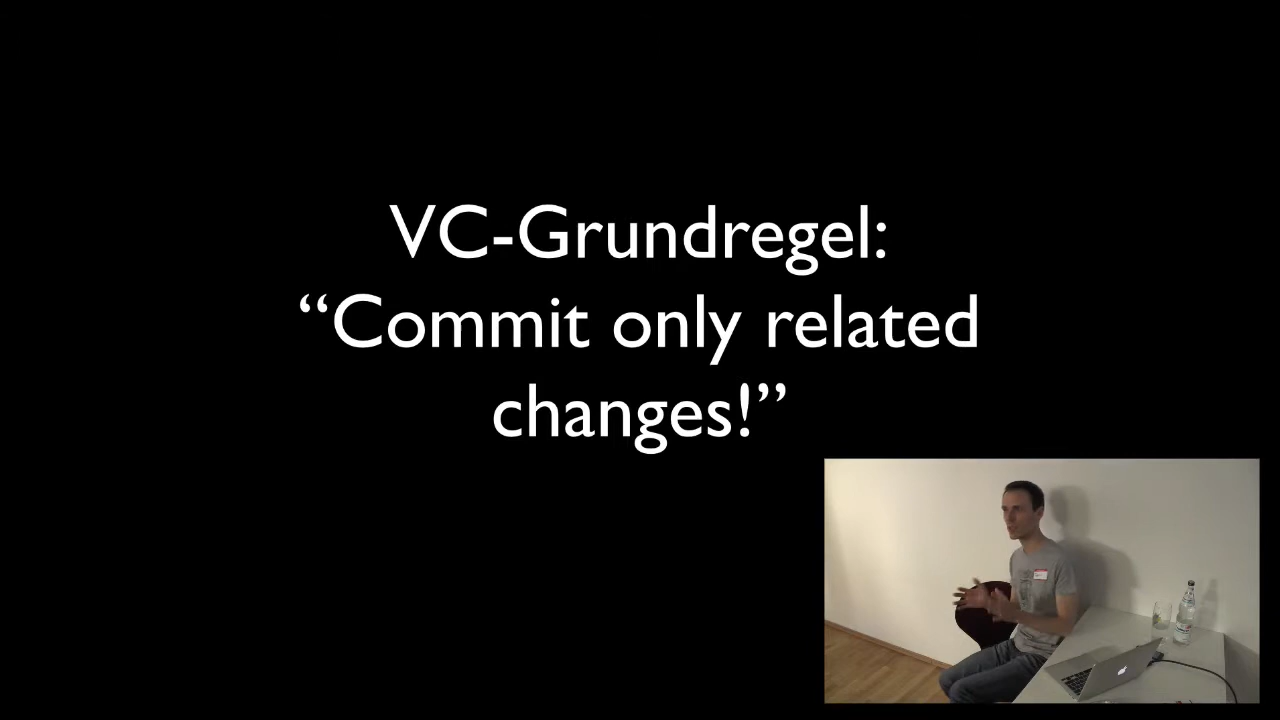 VC-Grundregel:
“Commit only related
changes!”